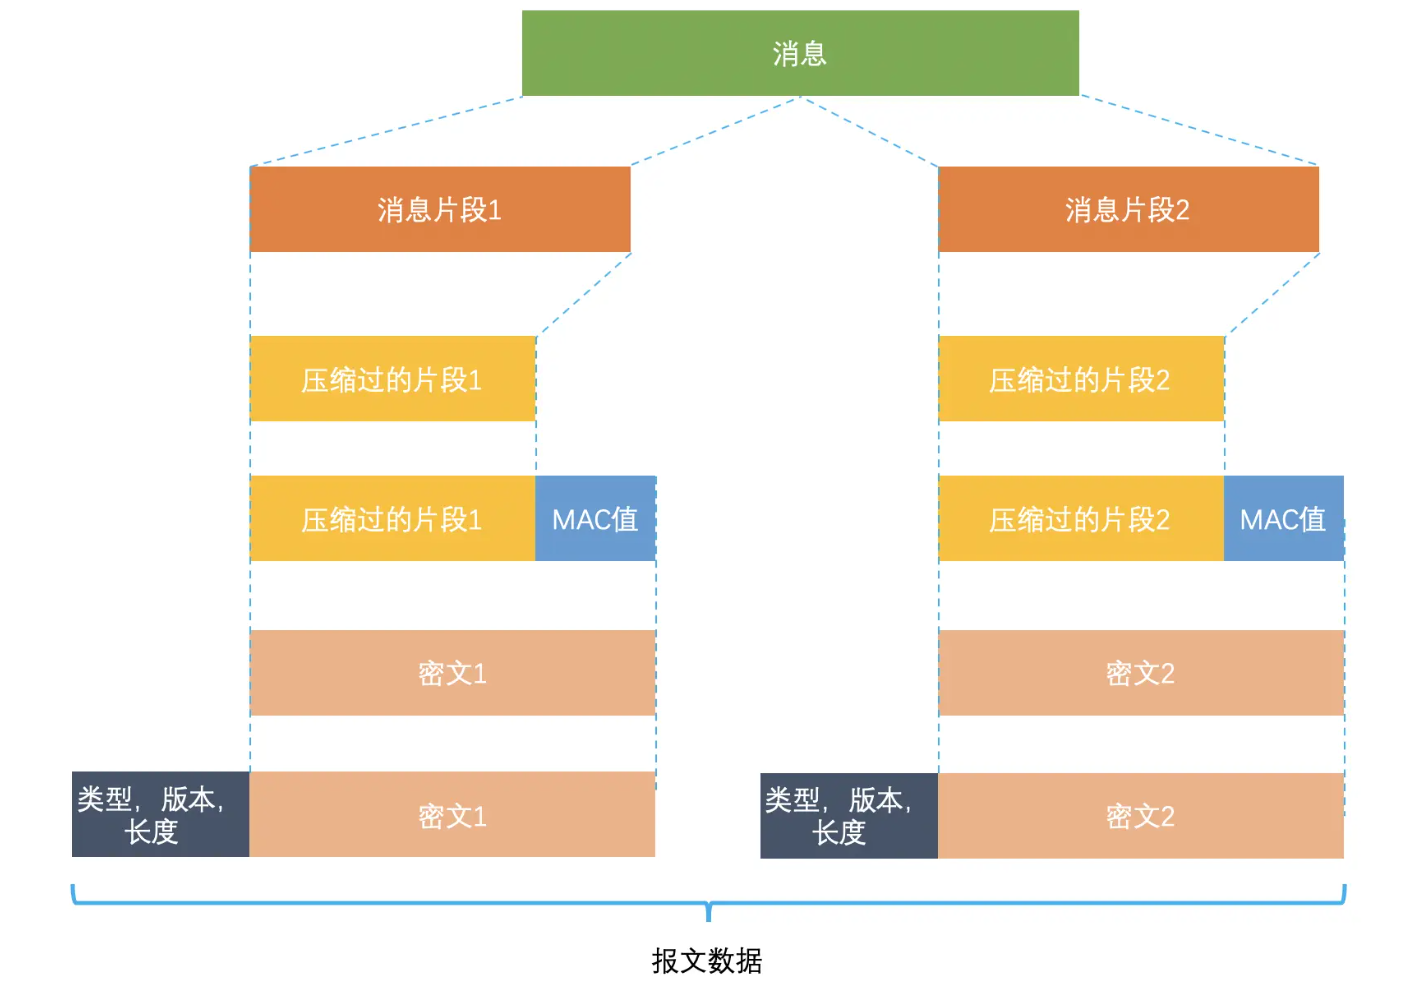 消息
消息片段1
消息片段2
压缩过的片段1
压缩过的片段2
压缩过的片段1
MAC值
压缩过的片段2
MAC值
密文1
密文2
类型，版本，
长度
密文1
类型，版本，
长度
密文2
报文数据